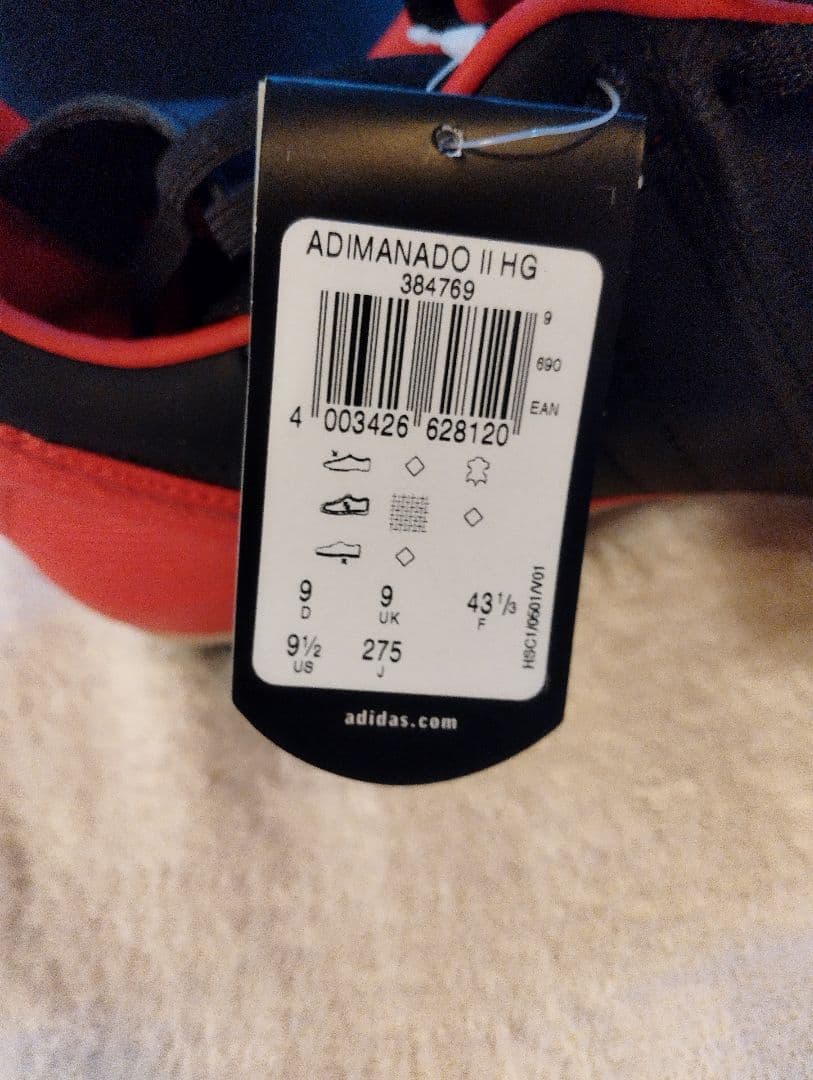 ADIMANADO II HG
384769
9
690
EAN
4 003426 628120
9 D 9 UK 43 1/3 F
9½ US 275 J
HSC1/0501/V01
adidas.com